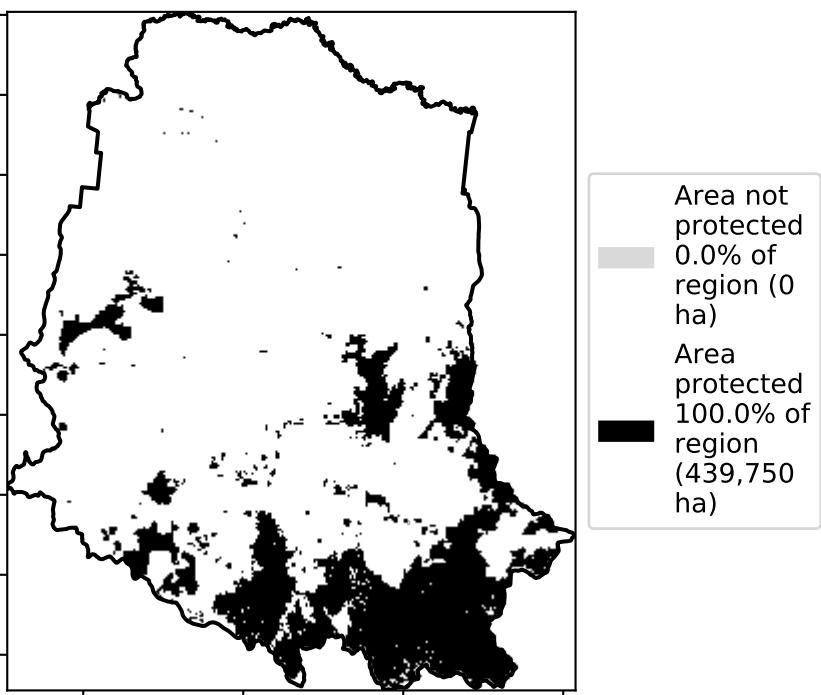 Area not
protected
0.0% of
region (0
ha)
Area
protected
100.0% of
region
(439,750
ha)